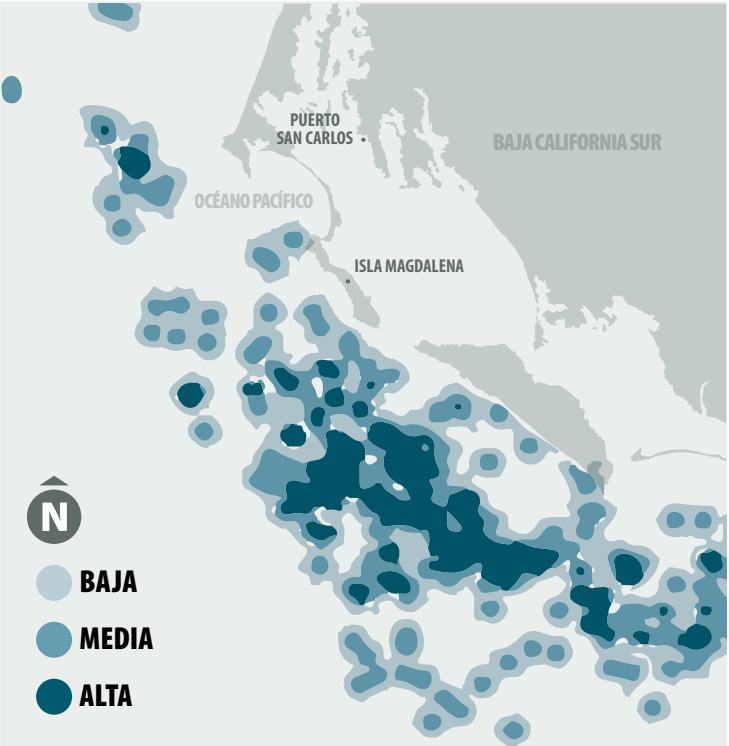 PUERTO
SAN CARLOS
BAJA CALIFORNIA SUR
OCÉANO PACÍFICO
ISLA MAGDALENA
N
BAJA
MEDIA
ALTA